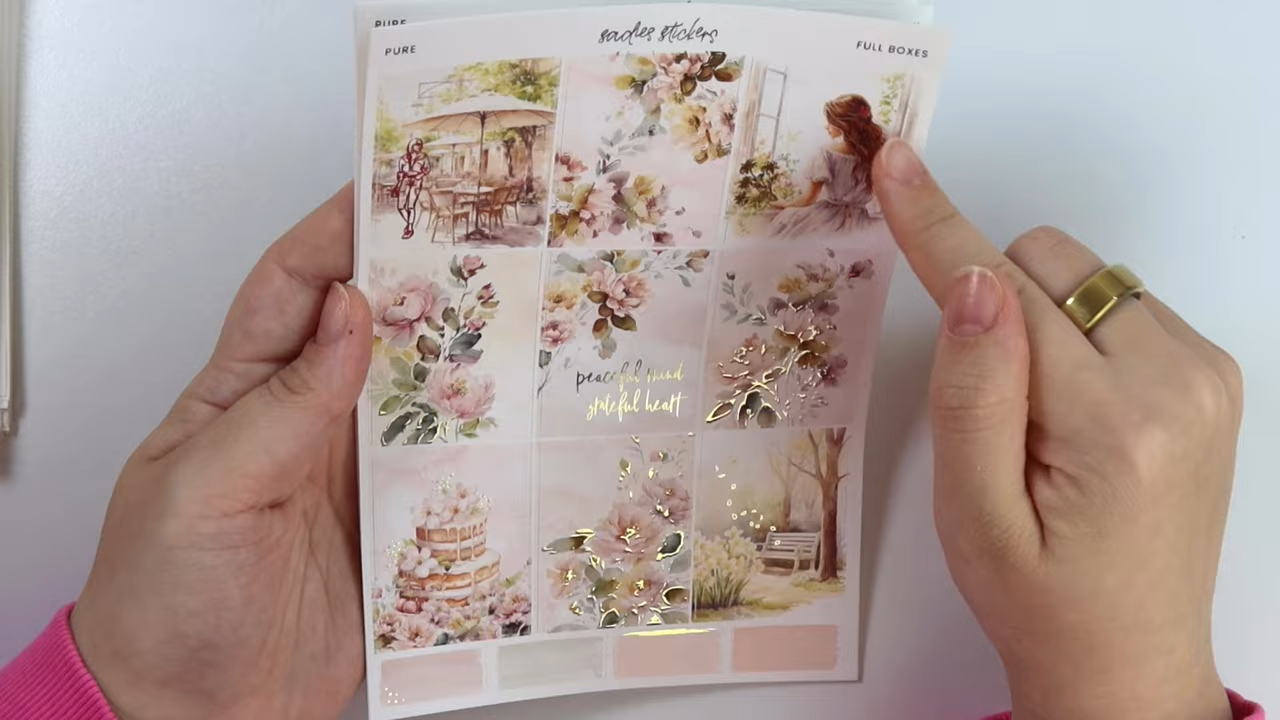 PURE
PURE
sadies stickers
FULL BOXES
peaceful mind
grateful heart